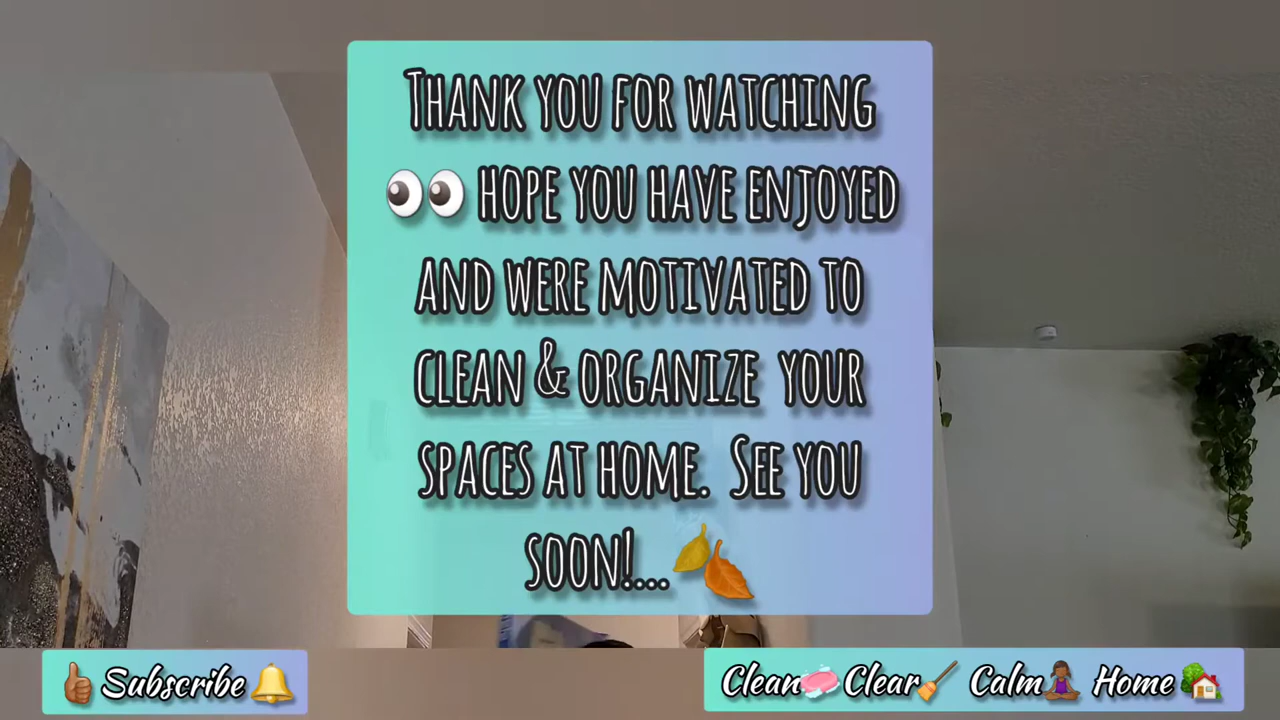 Thank you for watching
👀 hope you have enjoyed
and were motivated to
clean & organize your
spaces at home. See you
soon!...🍂
👍🏾 Subscribe 🔔
Clean🧼 Clear🧹 Calm🧘🏾‍♀️ Home 🏡